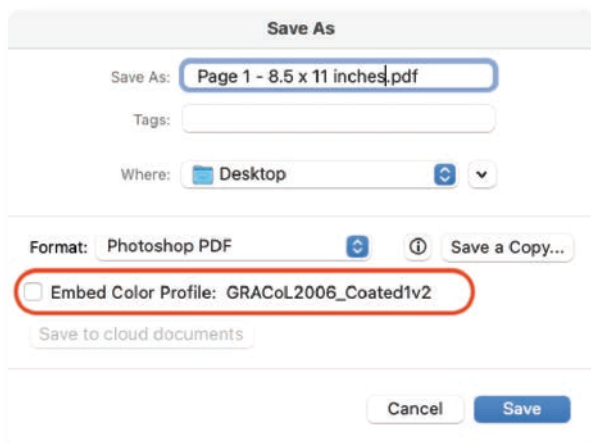 Save As
Save As: Page 1 - 8.5 x 11 inches.pdf
Tags:
Where: Desktop
Format: Photoshop PDF Save a Copy...
Embed Color Profile: GRACoL2006_Coated1v2
Save to cloud documents
Cancel Save